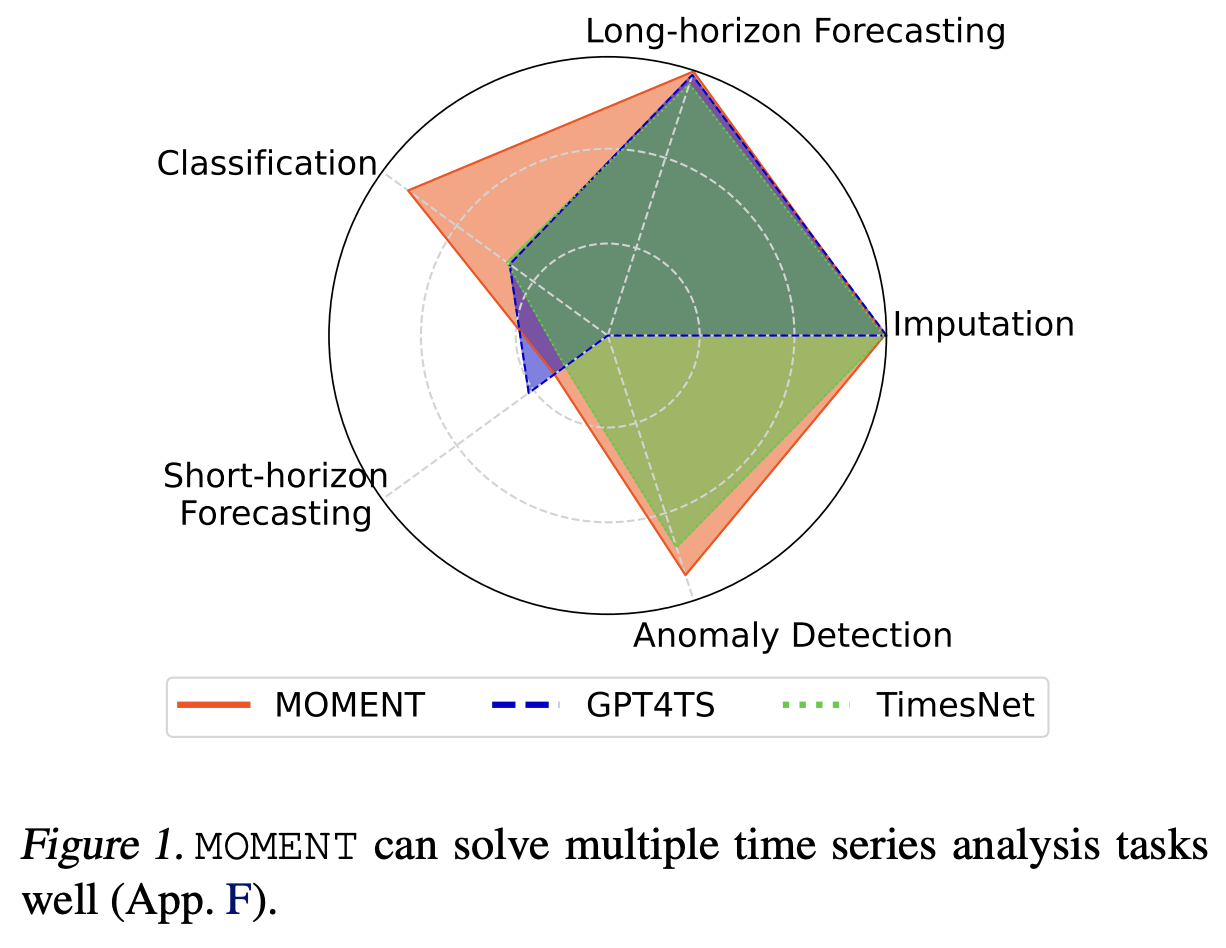 Long-horizon Forecasting
Classification
Imputation
Short-horizon
Forecasting
Anomaly Detection
MOMENT GPT4TS TimesNet
Figure 1. MOMENT can solve multiple time series analysis tasks
well (App. F).